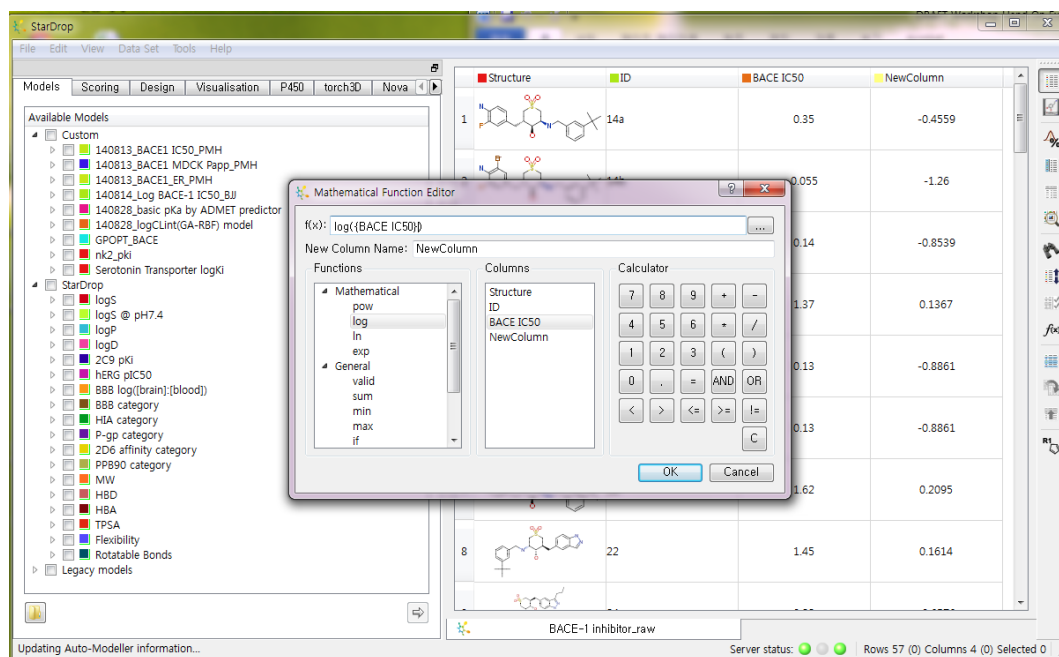 StarDrop
File Edit View Data Set Tools Help
Models Scoring Design Visualisation P450 torch3D Nova
Available Models
Custom
140813_BACE1 IC50_PMH
140813_BACE1 MDCK Papp_PMH
140813_BACE1_ER_PMH
140814_Log BACE-1 IC50_BJJ
140828_basic pKa by ADMET predictor
140828_logCLint(GA-RBF) model
GPOPT_BACE
nk2_pki
Serotonin Transporter logKi
StarDrop
logS
logS @ pH7.4
logP
logD
2C9 pKi
hERG pIC50
BBB log([brain]:[blood])
BBB category
HIA category
P-gp category
2D6 affinity category
PPB90 category
MW
HBD
HBA
TPSA
Flexibility
Rotatable Bonds
Legacy models
Structure ID BACE IC50 NewColumn
1 14a 0.35 -0.4559
0.055 -1.26
0.14 -0.8539
1.37 0.1367
0.13 -0.8861
0.13 -0.8861
1.62 0.2095
8 22 1.45 0.1614
Mathematical Function Editor
f(x): log({BACE IC50}) ...
New Column Name: NewColumn
Functions
Mathematical
pow
log
ln
exp
General
valid
sum
min
max
if
Columns
Structure
ID
BACE IC50
NewColumn
Calculator
7 8 9 + -
4 5 6 * /
1 2 3 ( )
0 . = AND OR
< > <= >= !=
C
OK Cancel
BACE-1 inhibitor_raw
Updating Auto-Modeller information...
Server status: Rows 57 (0) Columns 4 (0) Selected 0